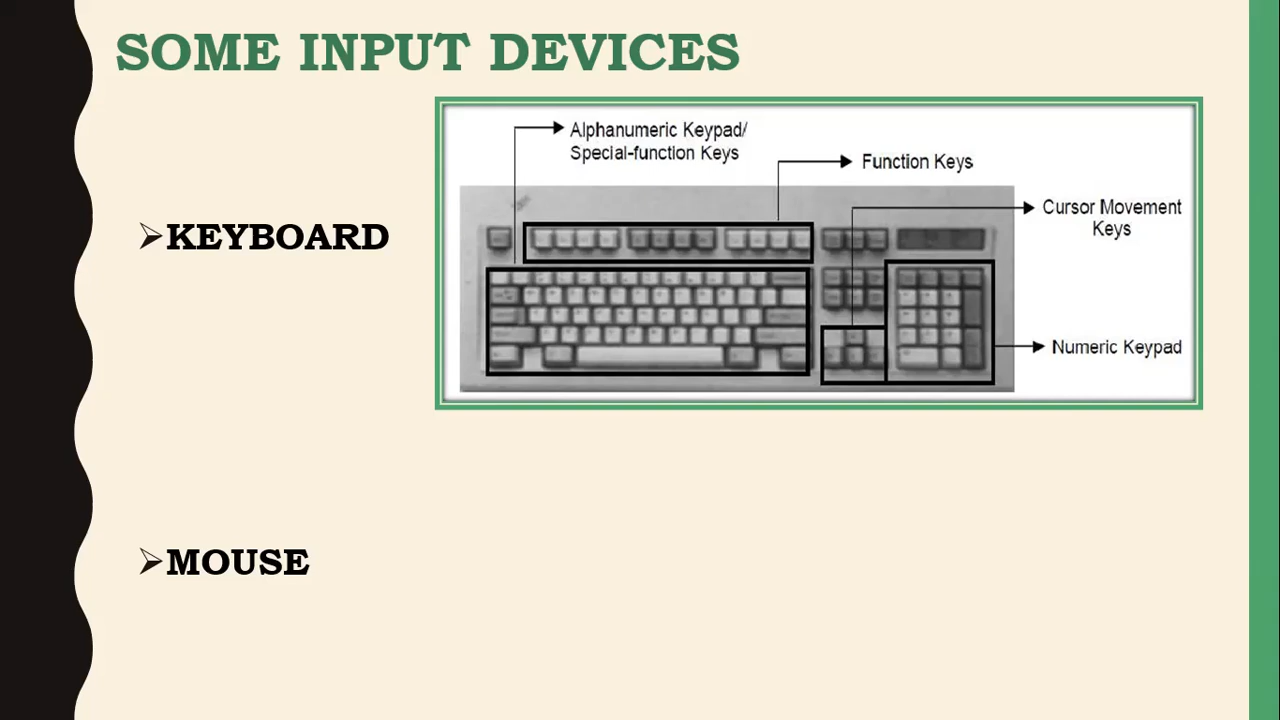 SOME INPUT DEVICES
Alphanumeric Keypad/
Special-function Keys
Function Keys
Cursor Movement
Keys
KEYBOARD
Numeric Keypad
MOUSE